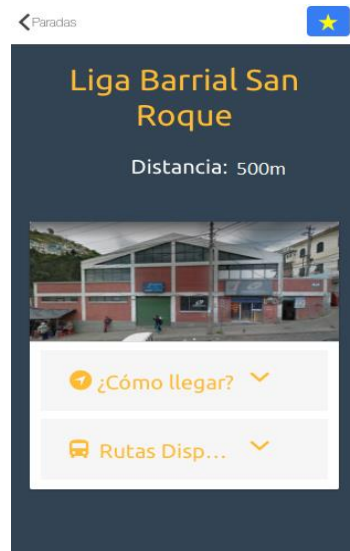 Paradas
Liga Barrial San
Roque
Distancia: 500m
¿Cómo llegar?
Rutas Disp...